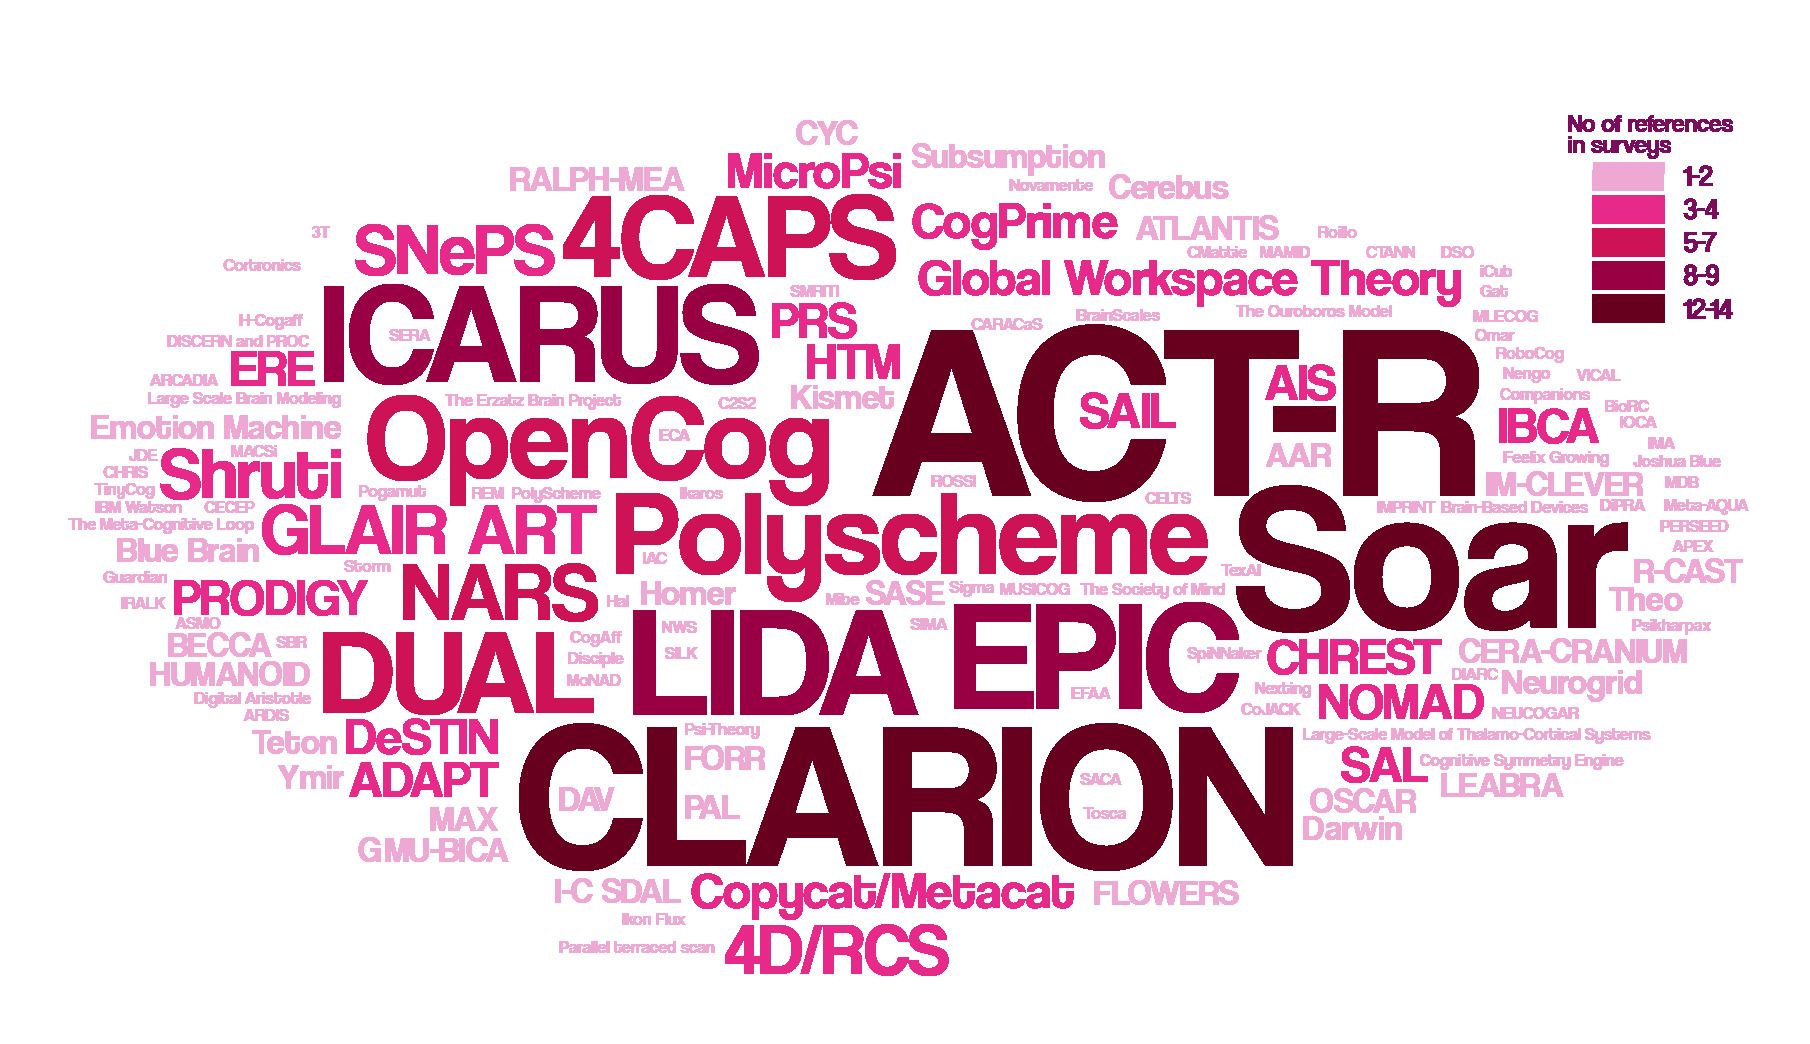 No of references
in surveys
1-2
3-4
5-7
8-9
12-14
CYC
MicroPsi
Subsumption
RALPH-MEA
Novamente
Cerebus
4CAPS
CogPrime
ATLANTIS
3T
SNePS
Roillo
CMattie
MAMID
CTANN
DSO
Cortronics
Global Workspace Theory
iCub
Gat
ICARUS
SMRITI
PRS
The Ouroboros Model
BrainScales
MLECOG
H-Cogaff
CARACaS
SERA
DISCERN and PROC
Omar
HTM
ACT-R
RoboCog
ERE
ARCADIA
Nengo
VICAL
AIS
Large Scale Brain Modeling
The Erzatz Brain Project
C2S2
Kismet
Companions
SAIL
BioRC
IOCA
Emotion Machine
OpenCog
ECA
IBCA
IMA
MACSi
JDE
AAR
Feelix Growing
Joshua Blue
CHRIS
Shruti
ROSSI
IM-CLEVER
MDB
TinyCog
Pogamut
REM
PolyScheme
Ikaros
CELTS
IBM Watson
CECEP
IMPRINT
Brain-Based Devices
DiPRA
Meta-AQUA
The Meta-Cognitive Loop
GLAIR
ART
Polyscheme
Soar
PERSEED
Blue Brain
IAC
APEX
Storm
TexAI
R-CAST
Guardian
PRODIGY
NARS
Hal
Homer
Mibe
SASE
Sigma
MUSICOG
The Society of Mind
IRALK
Theo
ASMO
NWS
SIMA
Psikharpax
BECCA
SBR
CogAff
LIDA
EPIC
DUAL
Disciple
SILK
SpiNNaker
CHREST
CERA-CRANIUM
HUMANOID
MoNAD
DIARC
Neurogrid
Digital Aristotle
EFAA
Nexting
NOMAD
ARDIS
CoJACK
NEUCOGAR
Teton
DeSTIN
Psi-Theory
Large-Scale Model of Thalamo-Cortical Systems
CLARION
FORR
SAL
Cognitive Symmetry Engine
Ymir
ADAPT
SACA
LEABRA
DAV
PAL
OSCAR
Tosca
MAX
Darwin
GMU-BICA
I-C SDAL
Copycat/Metacat
FLOWERS
Ikon Flux
Parallel terraced scan
4D/RCS